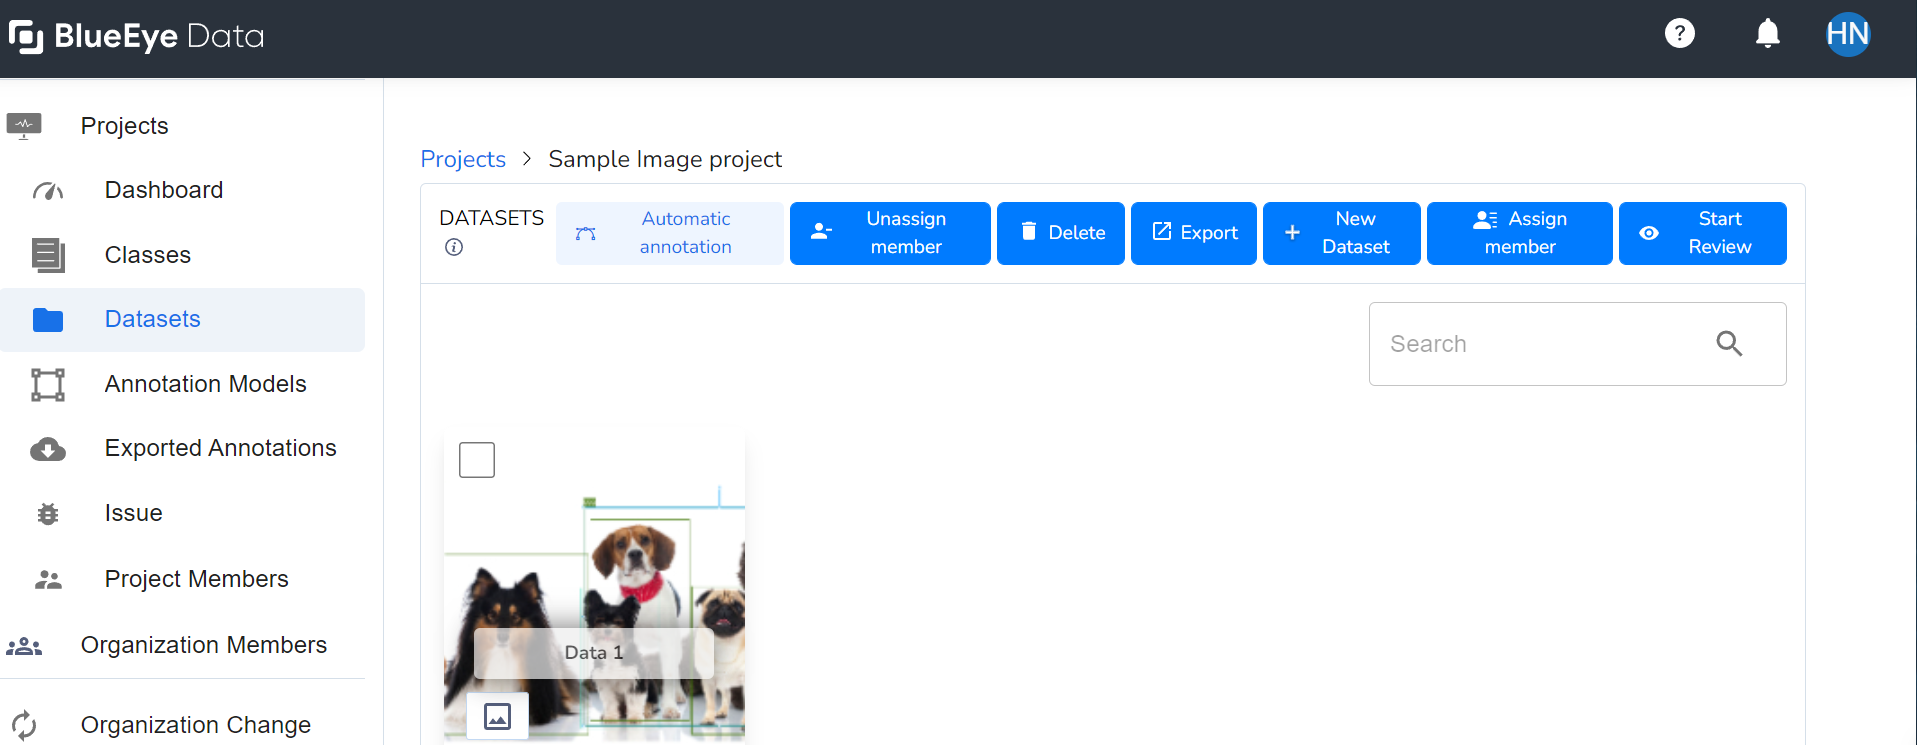 BlueEye Data
?
HN
Projects
Dashboard
Classes
Datasets
Annotation Models
Exported Annotations
Issue
Project Members
Organization Members
Organization Change
Projects > Sample Image project
DATASETS
Automatic
annotation
Unassign
member
Delete
Export
New
Dataset
Assign
member
Start
Review
Search
Data 1